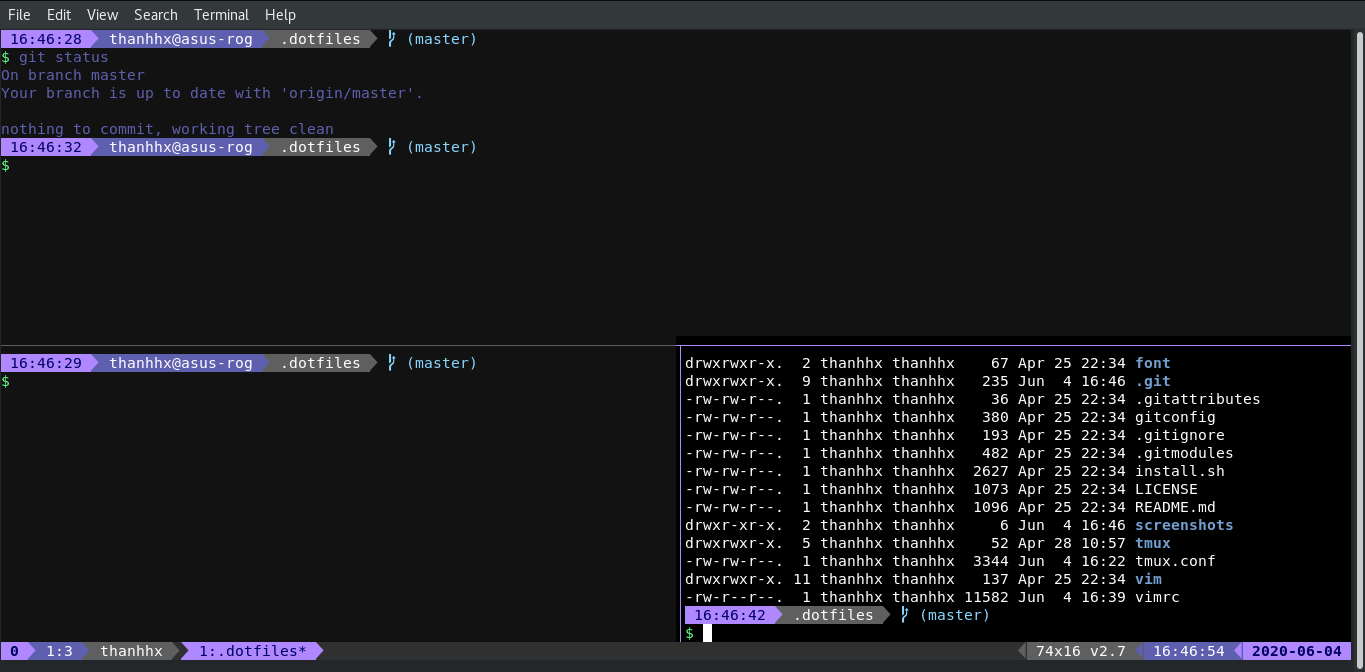 File Edit View Search Terminal Help
16:46:28 thanhhx@asus-rog .dotfiles (master)
$ git status
On branch master
Your branch is up to date with 'origin/master'.
nothing to commit, working tree clean
16:46:32 thanhhx@asus-rog .dotfiles (master)
$
16:46:29 thanhhx@asus-rog .dotfiles (master)
$
drwxrwxr-x. 2 thanhhx thanhhx 67 Apr 25 22:34 font
drwxrwxr-x. 9 thanhhx thanhhx 235 Jun 4 16:46 .git
-rw-rw-r--. 1 thanhhx thanhhx 36 Apr 25 22:34 .gitattributes
-rw-rw-r--. 1 thanhhx thanhhx 380 Apr 25 22:34 gitconfig
-rw-rw-r--. 1 thanhhx thanhhx 193 Apr 25 22:34 .gitignore
-rw-rw-r--. 1 thanhhx thanhhx 482 Apr 25 22:34 .gitmodules
-rw-rw-r--. 1 thanhhx thanhhx 2627 Apr 25 22:34 install.sh
-rw-rw-r--. 1 thanhhx thanhhx 1073 Apr 25 22:34 LICENSE
-rw-rw-r--. 1 thanhhx thanhhx 1096 Apr 25 22:34 README.md
drwxr-xr-x. 2 thanhhx thanhhx 6 Jun 4 16:46 screenshots
drwxrwxr-x. 5 thanhhx thanhhx 52 Apr 28 10:57 tmux
-rw-rw-r--. 1 thanhhx thanhhx 3344 Jun 4 16:22 tmux.conf
drwxrwxr-x. 11 thanhhx thanhhx 137 Apr 25 22:34 vim
-rw-r--r--. 1 thanhhx thanhhx 11582 Jun 4 16:39 vimrc
16:46:42 .dotfiles (master)
$
0 1:3 thanhhx 1:.dotfiles* 74x16 v2.7 16:46:54 2020-06-04